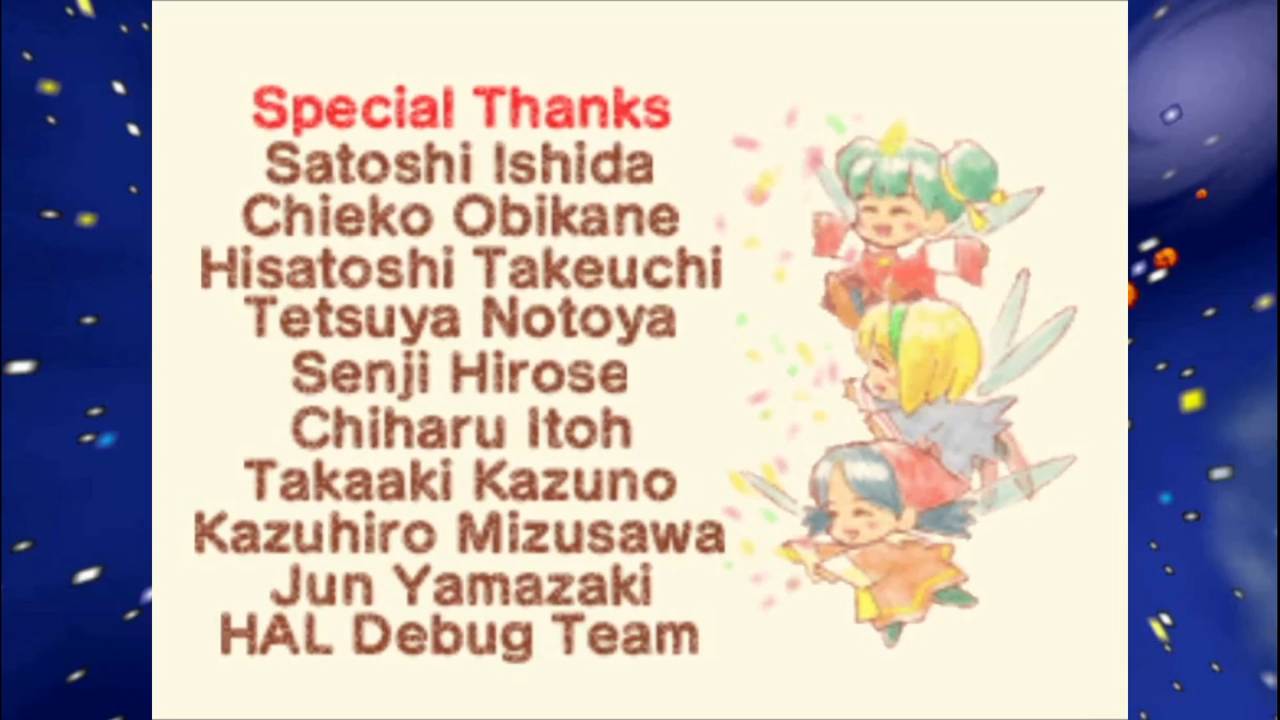 Special Thanks
Satoshi Ishida
Chieko Obikane
Hisatoshi Takeuchi
Tetsuya Notoya
Senji Hirose
Chiharu Itoh
Takaaki Kazuno
Kazuhiro Mizusawa
Jun Yamazaki
HAL Debug Team